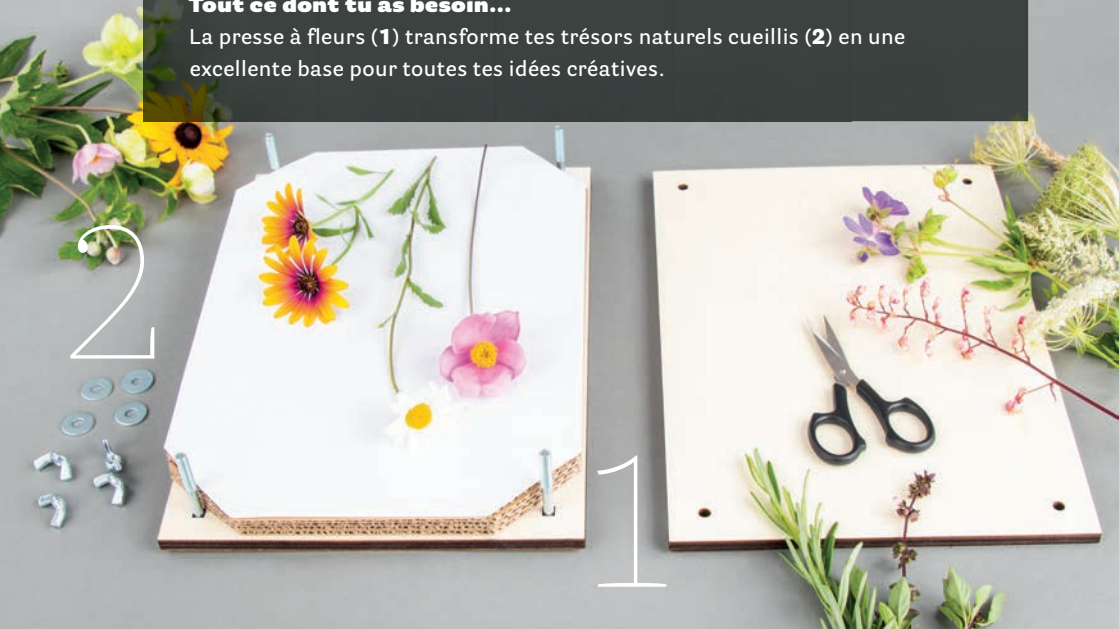 Tout ce dont tu as besoin...
La presse à fleurs (1) transforme tes trésors naturels cueillis (2) en une
excellente base pour toutes tes idées créatives.
2
1